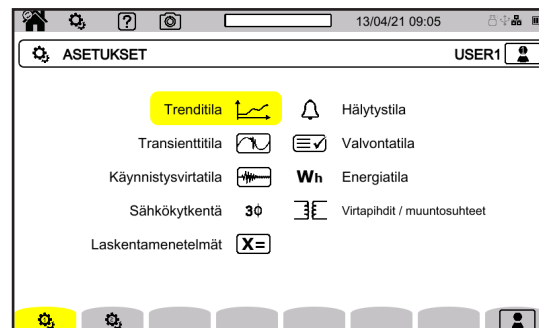 13/04/21 09:05
ASETUKSET USER1
Trenditila Hälytystila
Transienttitila Valvontatila
Käynnistysvirtatila Wh Energiatila
Sähkökytkentä 3ϕ Virtapihdit / muuntosuhteet
Laskentamenetelmät X=